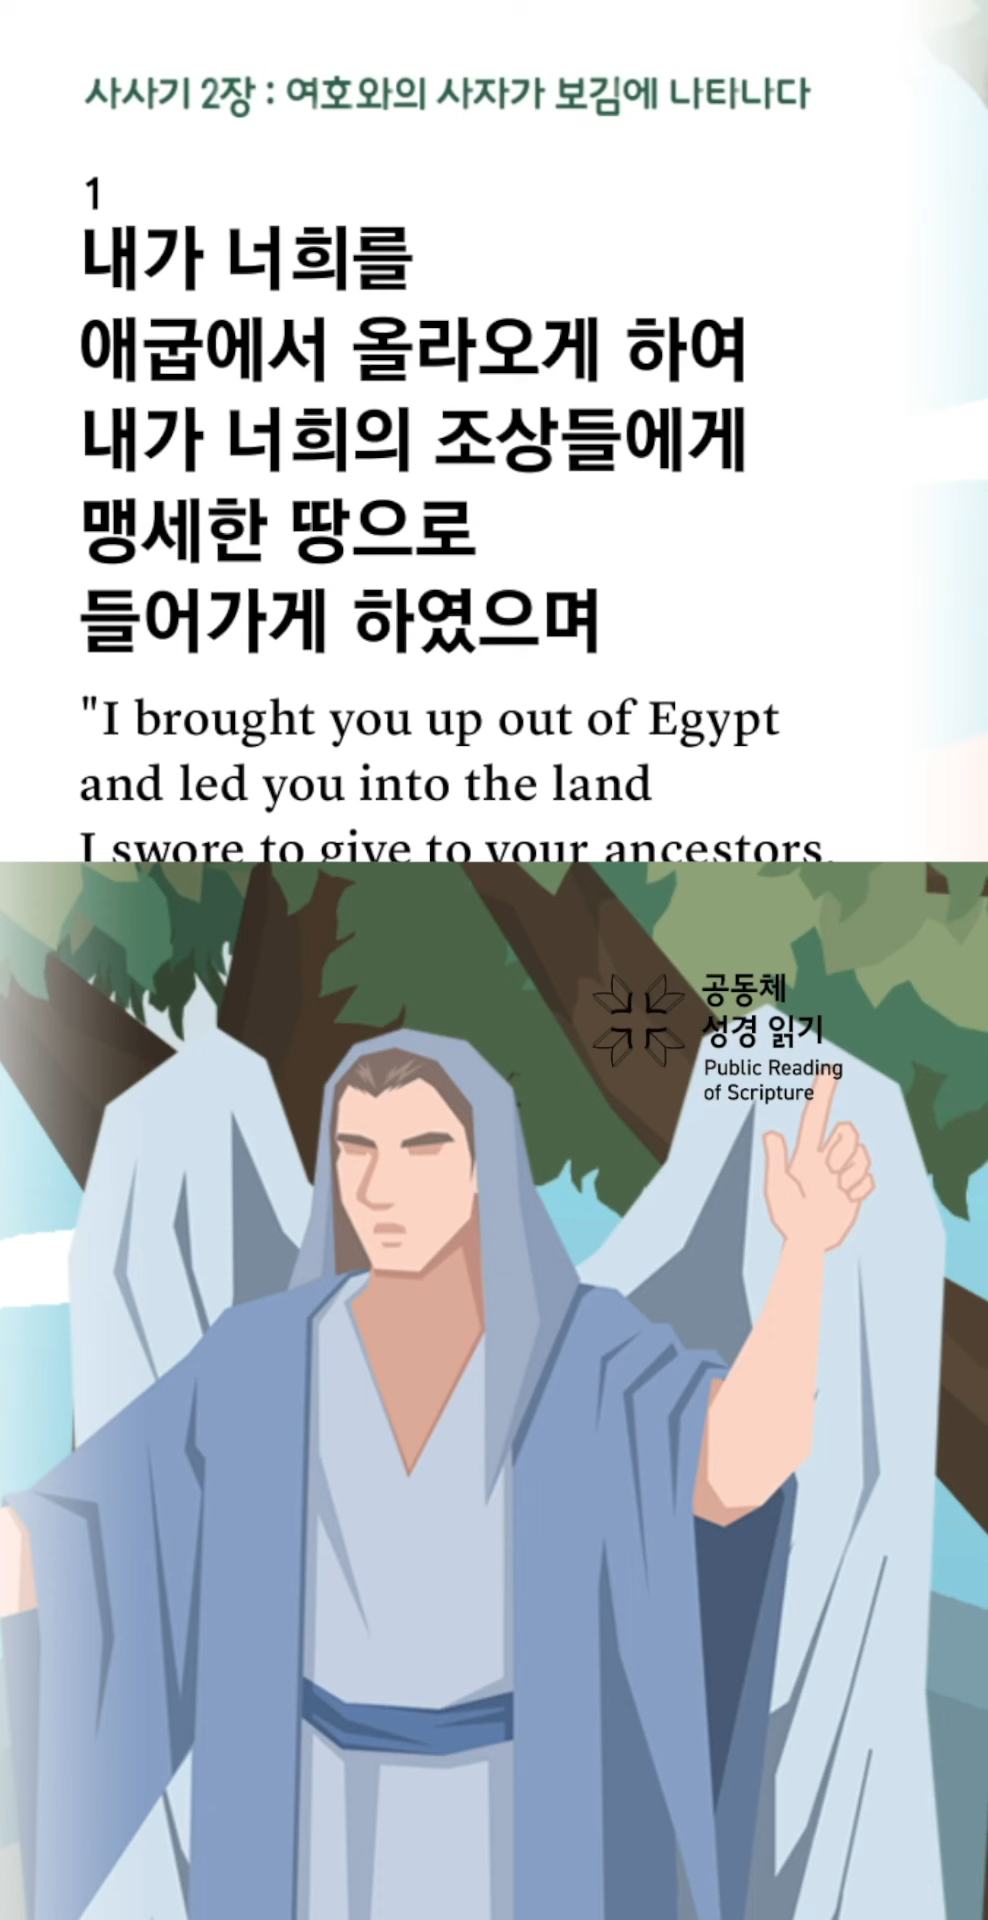 사사기 2장 : 여호와의 사자가 보김에 나타나다
1
내가 너희를
애굽에서 올라오게 하여
내가 너희의 조상들에게
맹세한 땅으로
들어가게 하였으며
"I brought you up out of Egypt
and led you into the land
I swore to give to your ancestors.
공동체
성경 읽기
Public Reading
of Scripture